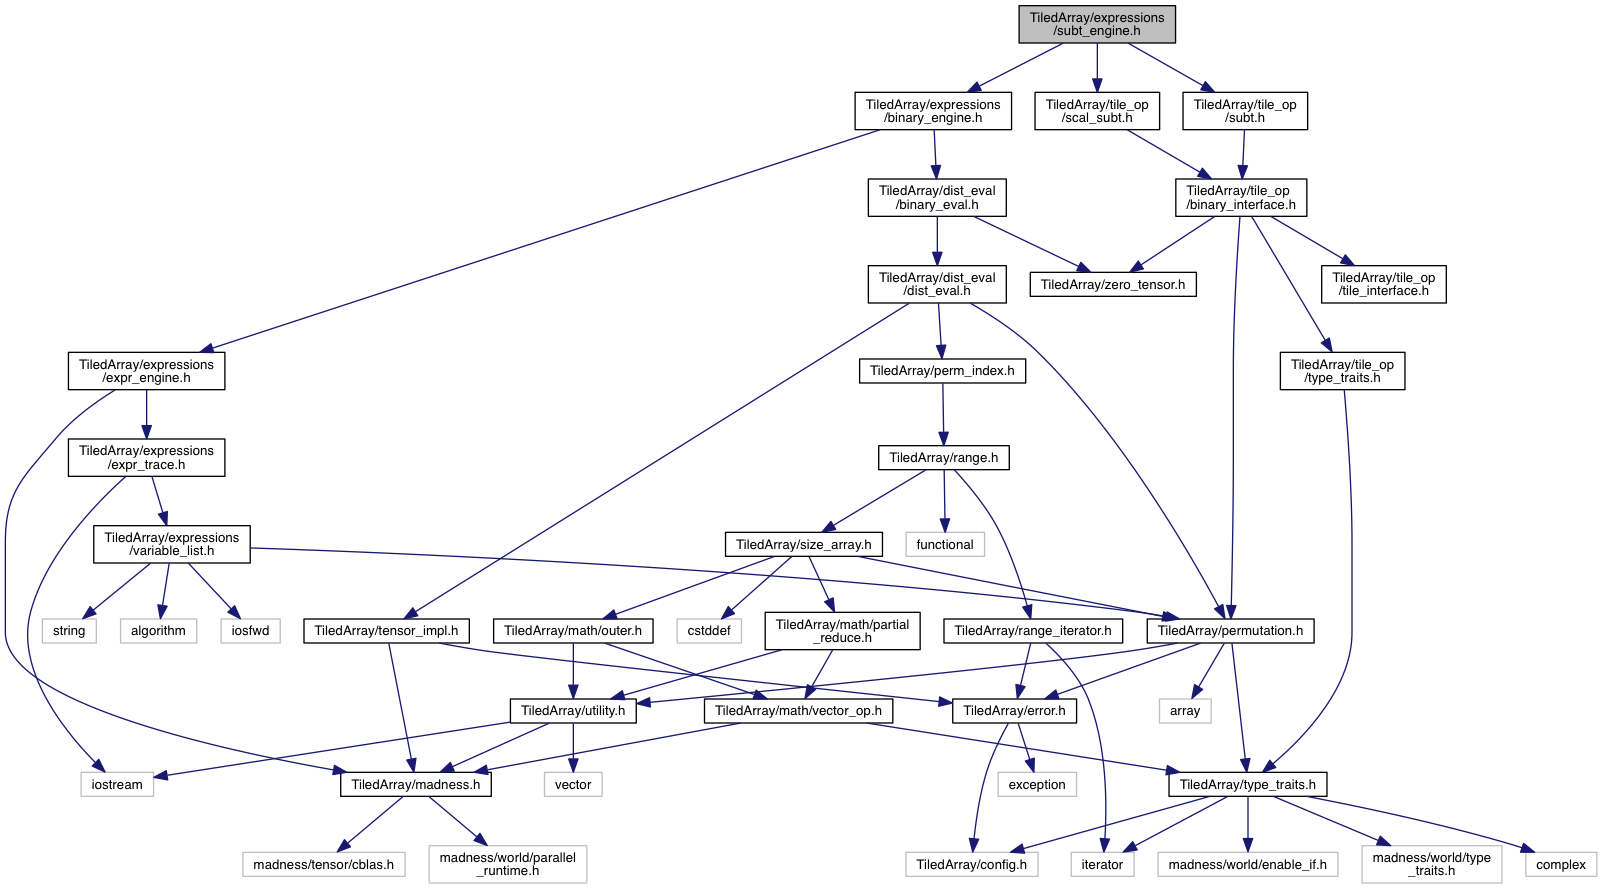 TiledArray/expressions
/subt_engine.h
TiledArray/expressions
/binary_engine.h
TiledArray/tile_op
/scal_subt.h
TiledArray/tile_op
/subt.h
TiledArray/dist_eval
/binary_eval.h
TiledArray/tile_op
/binary_interface.h
TiledArray/dist_eval
/dist_eval.h
TiledArray/zero_tensor.h
TiledArray/tile_op
/tile_interface.h
TiledArray/expressions
/expr_engine.h
TiledArray/perm_index.h
TiledArray/tile_op
/type_traits.h
TiledArray/expressions
/expr_trace.h
TiledArray/range.h
TiledArray/expressions
/variable_list.h
TiledArray/size_array.h
functional
string
algorithm
iosfwd
TiledArray/tensor_impl.h
TiledArray/math/outer.h
cstddef
TiledArray/math/partial
_reduce.h
TiledArray/range_iterator.h
TiledArray/permutation.h
TiledArray/utility.h
TiledArray/math/vector_op.h
TiledArray/error.h
array
iostream
TiledArray/madness.h
vector
exception
TiledArray/type_traits.h
madness/tensor/cblas.h
madness/world/parallel
_runtime.h
TiledArray/config.h
iterator
madness/world/enable_if.h
madness/world/type
_traits.h
complex